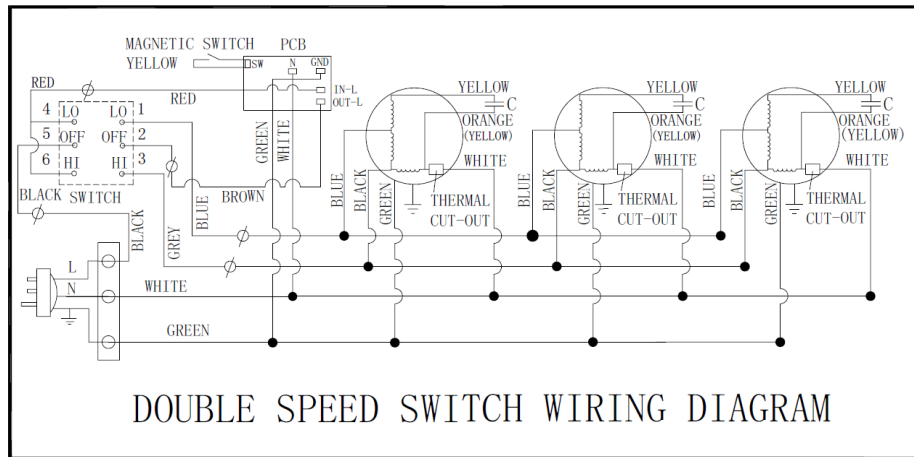 MAGNETIC SWITCH
YELLOW
PCB
SW
N
GND
IN-L
OUT-L
RED
RED
4
LO
LO
1
5
OFF
OFF
2
6
HI
HI
3
SWITCH
BLACK
BLACK
GREY
BLUE
BROWN
GREEN
WHITE
YELLOW
C
ORANGE
(YELLOW)
WHITE
THERMAL
CUT-OUT
BLUE
BLACK
GREEN
YELLOW
C
ORANGE
(YELLOW)
WHITE
THERMAL
CUT-OUT
BLUE
BLACK
GREEN
YELLOW
C
ORANGE
(YELLOW)
WHITE
THERMAL
CUT-OUT
BLUE
BLACK
GREEN
L
N
WHITE
GREEN
DOUBLE SPEED SWITCH WIRING DIAGRAM